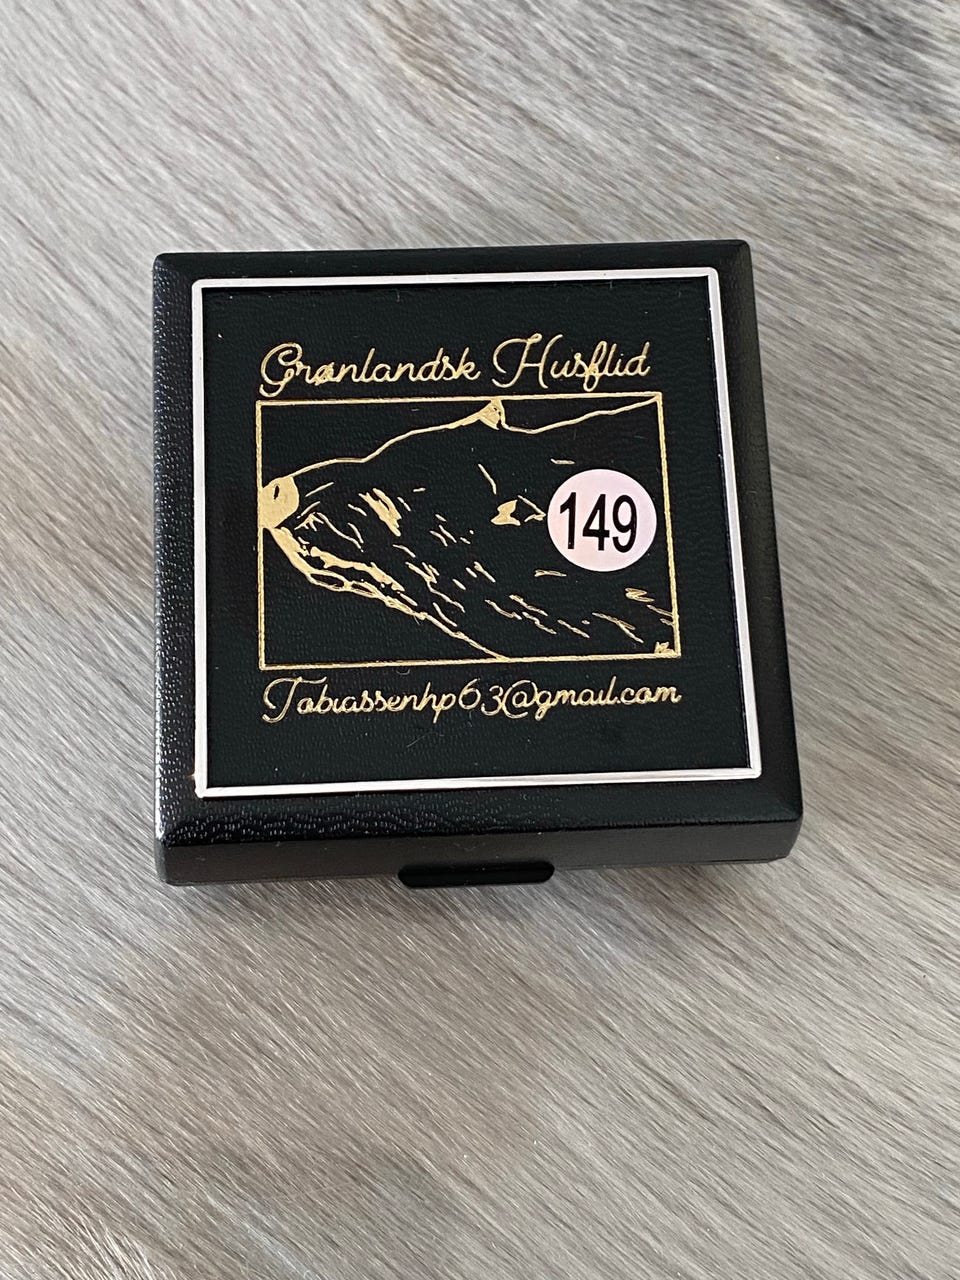 Grønlandsk Husflid
149
Tobiassenhp63@gmail.com